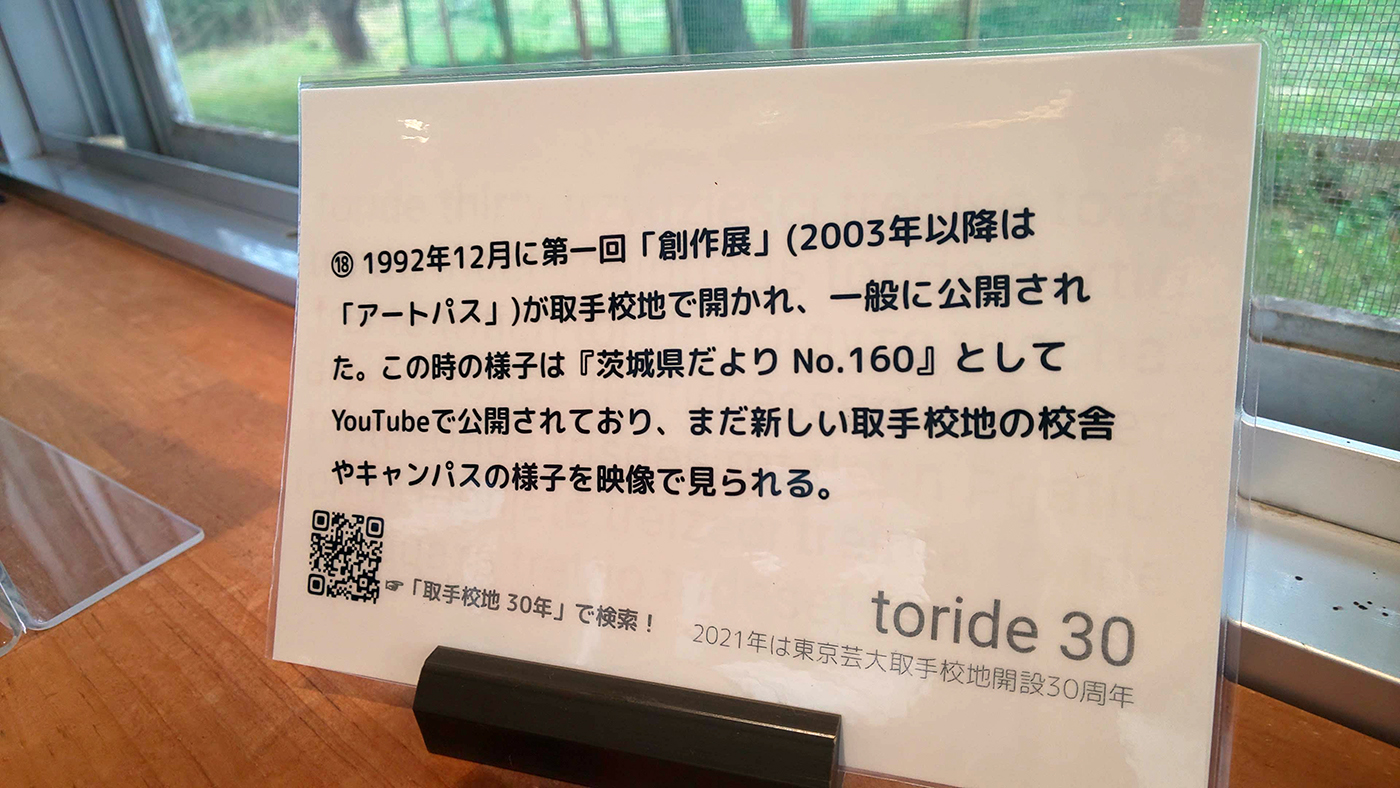 ⑱ 1992年12月に第一回「創作展」(2003年以降は
「アートパス」)が取手校地で開かれ、一般に公開され
た。この時の様子は『茨城県だより No.160』として
YouTubeで公開されており、まだ新しい取手校地の校舎
やキャンパスの様子を映像で見られる。
☞「取手校地 30年」で検索！
toride 30
2021年は東京芸大取手校地開設30周年